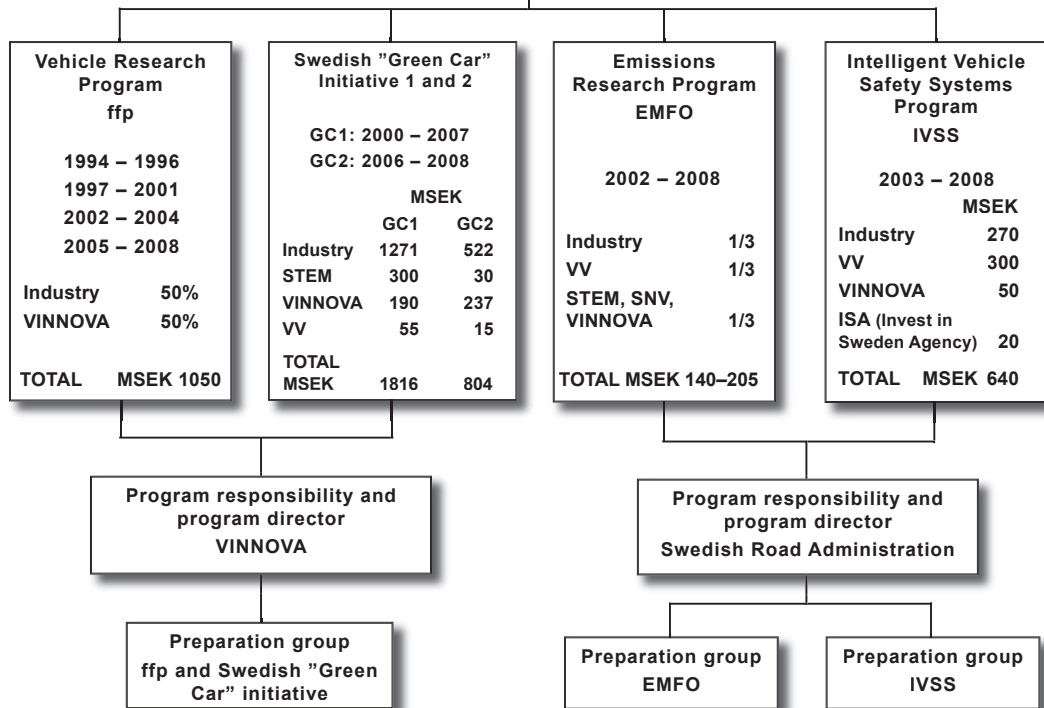 Vehicle Research
Program
ffp
1994 – 1996
1997 – 2001
2002 – 2004
2005 – 2008
Industry 50%
VINNOVA 50%
TOTAL MSEK 1050
Swedish ”Green Car”
Initiative 1 and 2
GC1: 2000 – 2007
GC2: 2006 – 2008
MSEK
GC1 GC2
Industry 1271 522
STEM 300 30
VINNOVA 190 237
VV 55 15
TOTAL
MSEK 1816 804
Emissions
Research Program
EMFO
2002 – 2008
Industry 1/3
VV 1/3
STEM, SNV,
VINNOVA 1/3
TOTAL MSEK 140–205
Intelligent Vehicle
Safety Systems
Program
IVSS
2003 – 2008
MSEK
Industry 270
VV 300
VINNOVA 50
ISA (Invest in
Sweden Agency) 20
TOTAL MSEK 640
Program responsibility and
program director
VINNOVA
Program responsibility and
program director
Swedish Road Administration
Preparation group
ffp and Swedish ”Green
Car” initiative
Preparation group
EMFO
Preparation group
IVSS